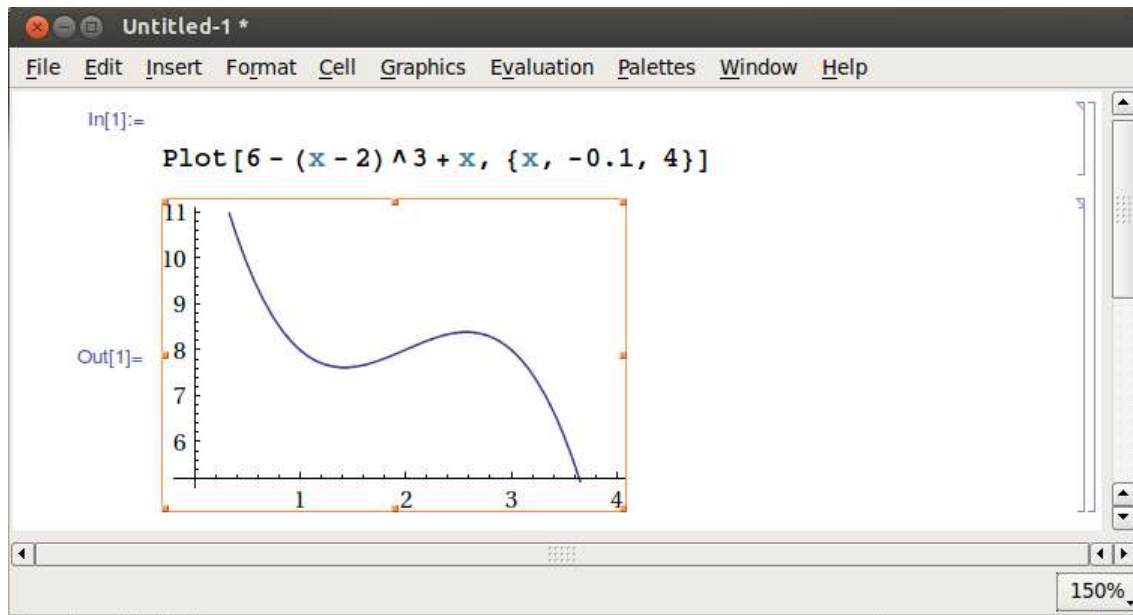 Untitled-1 *
File Edit Insert Format Cell Graphics Evaluation Palettes Window Help
In[1]:=
Plot[6 - (x - 2) ^ 3 + x, {x, -0.1, 4}]
11
10
9
Out[1]= 8
7
6
1 2 3 4
150%